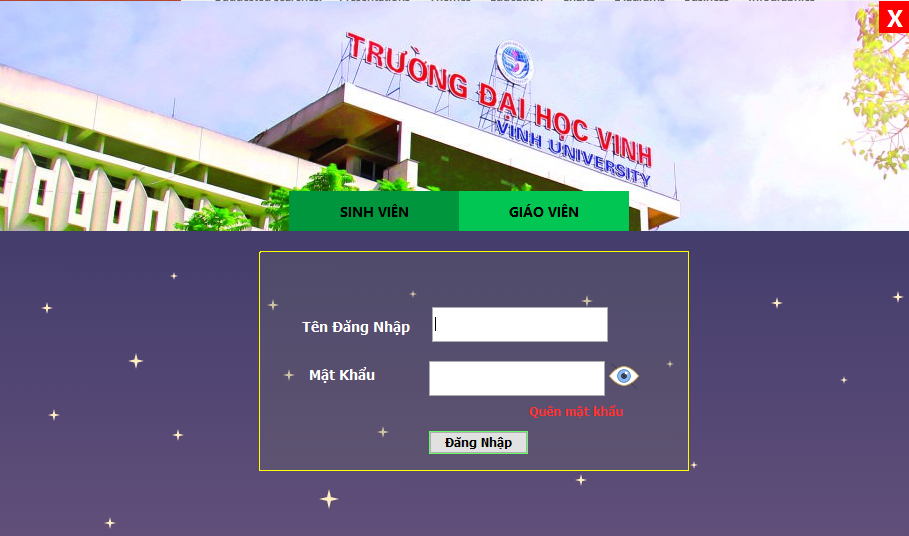 X
TRƯỜNG ĐẠI HỌC VINH
VINH UNIVERSITY
SINH VIÊN
GIÁO VIÊN
Tên Đăng Nhập
Mật Khẩu
Quên mật khẩu
Đăng Nhập